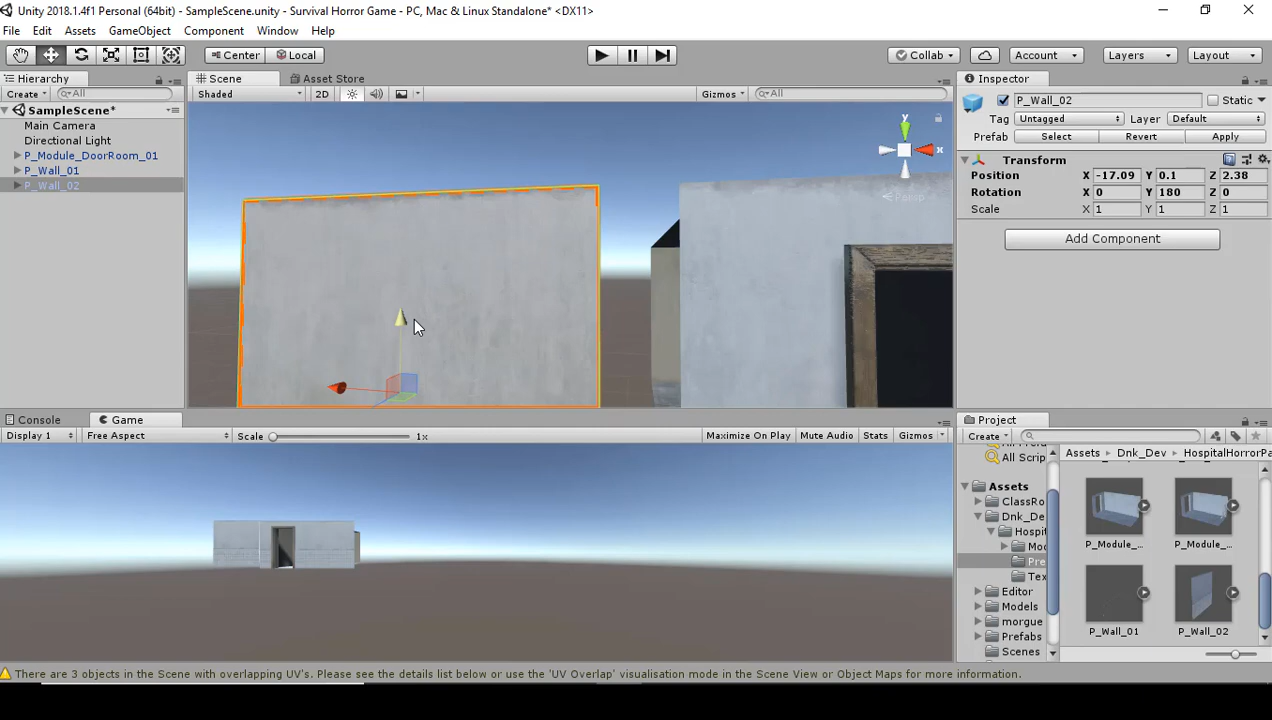 Unity 2018.1.4f1 Personal (64bit) - SampleScene.unity - Survival Horror Game - PC, Mac & Linux Standalone* <DX11>
File Edit Assets GameObject Component Window Help
Center Local Collab Account Layers Layout
Hierarchy
Create All
SampleScene*
Main Camera
Directional Light
P_Module_DoorRoom_01
P_Wall_01
P_Wall_02
Scene Asset Store
Shaded 2D Gizmos All
y
x
Persp
Inspector
P_Wall_02 Static
Tag Untagged Layer Default
Prefab Select Revert Apply
Transform
Position X -17.09 Y 0.1 Z 2.38
Rotation X 0 Y 180 Z 0
Scale X 1 Y 1 Z 1
Add Component
Console Game
Display 1 Free Aspect Scale 1x Maximize On Play Mute Audio Stats Gizmos
Project
Create
All Scrip
Assets
ClassRo
Dnk_De
Hospit
Mod
Pre
Tex
Editor
Models
morgue
Prefabs
Scenes
Assets Dnk_Dev HospitalHorrorPa
P_Module_... P_Module_...
P_Wall_01 P_Wall_02
There are 3 objects in the Scene with overlapping UV's. Please see the details list below or use the 'UV Overlap' visualisation mode in the Scene View or Object Maps for more information.